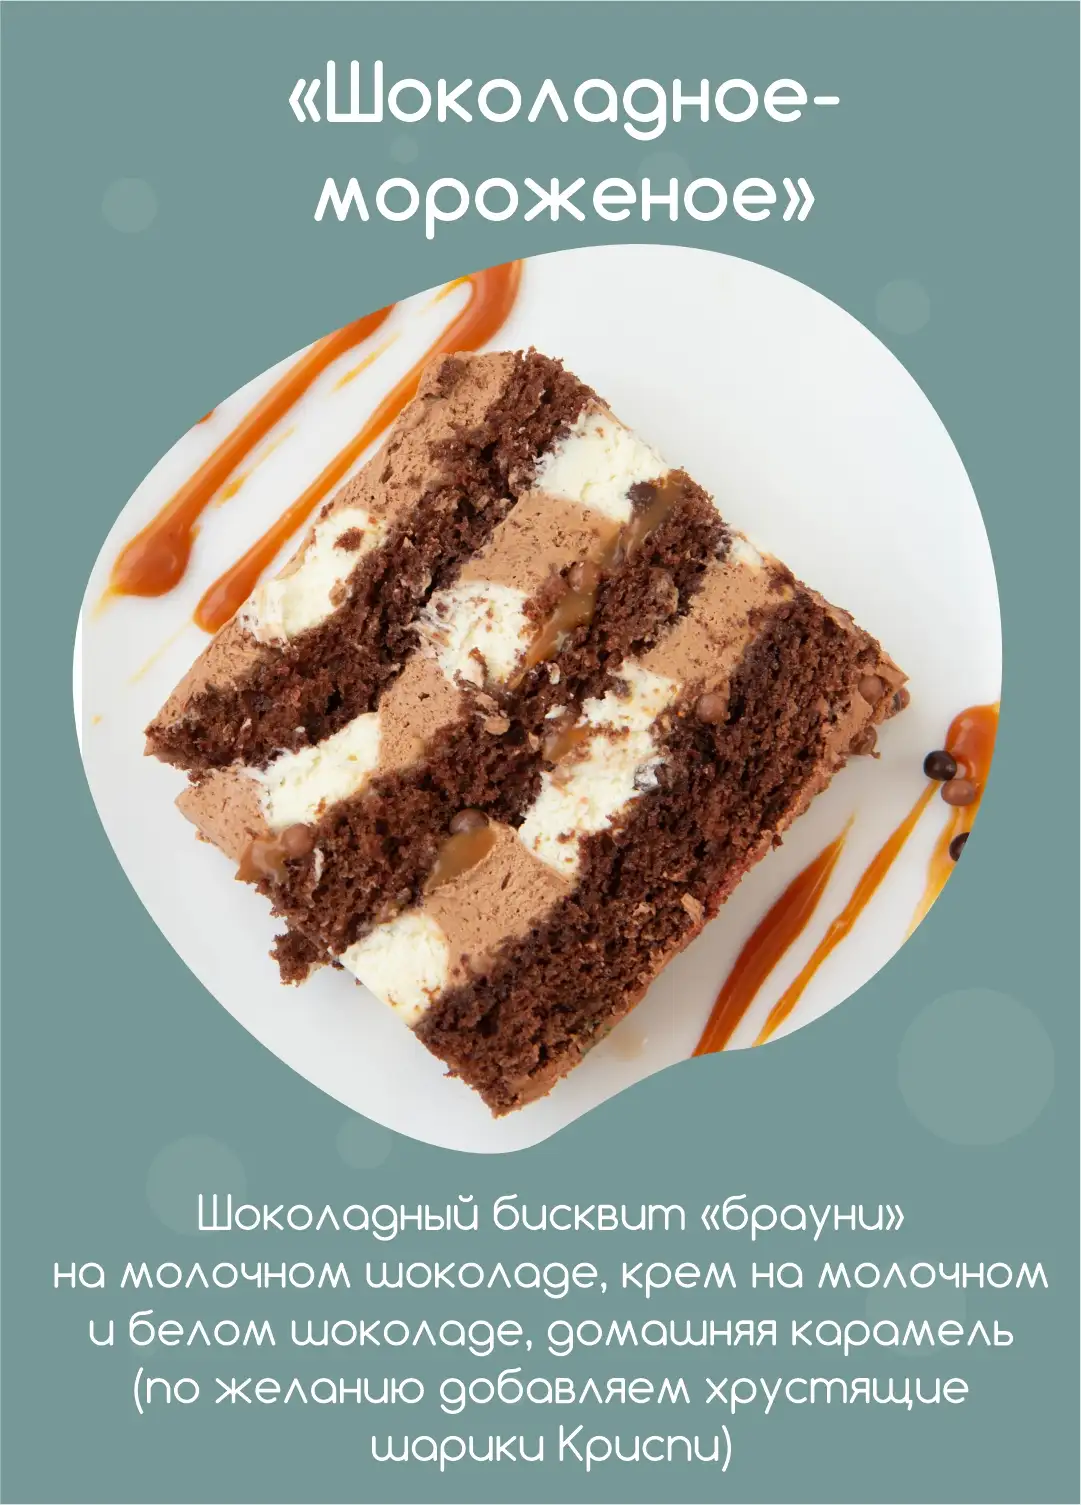 «Шоколадное-
мороженое»
Шоколадный бисквит «брауни»
на молочном шоколаде, крем на молочном
и белом шоколаде, домашняя карамель
(по желанию добавляем хрустящие
шарики Криспи)